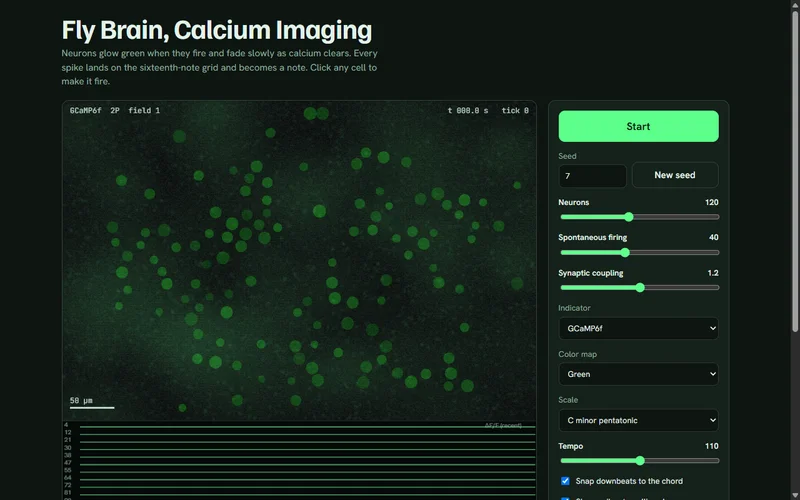 Fly Brain, Calcium Imaging
Neurons glow green when they fire and fade slowly as calcium clears. Every
spike lands on the sixteenth-note grid and becomes a note. Click any cell to
make it fire.
GCaMP6f 2P field 1
t 000.0 s tick 0
50 µm
4
12
21
30
38
47
55
64
72
81
ΔF/F (recent)
Start
Seed
7
New seed
Neurons 120
Spontaneous firing 40
Synaptic coupling 1.2
Indicator
GCaMP6f
Color map
Green
Scale
C minor pentatonic
Tempo 110
Snap downbeats to the chord